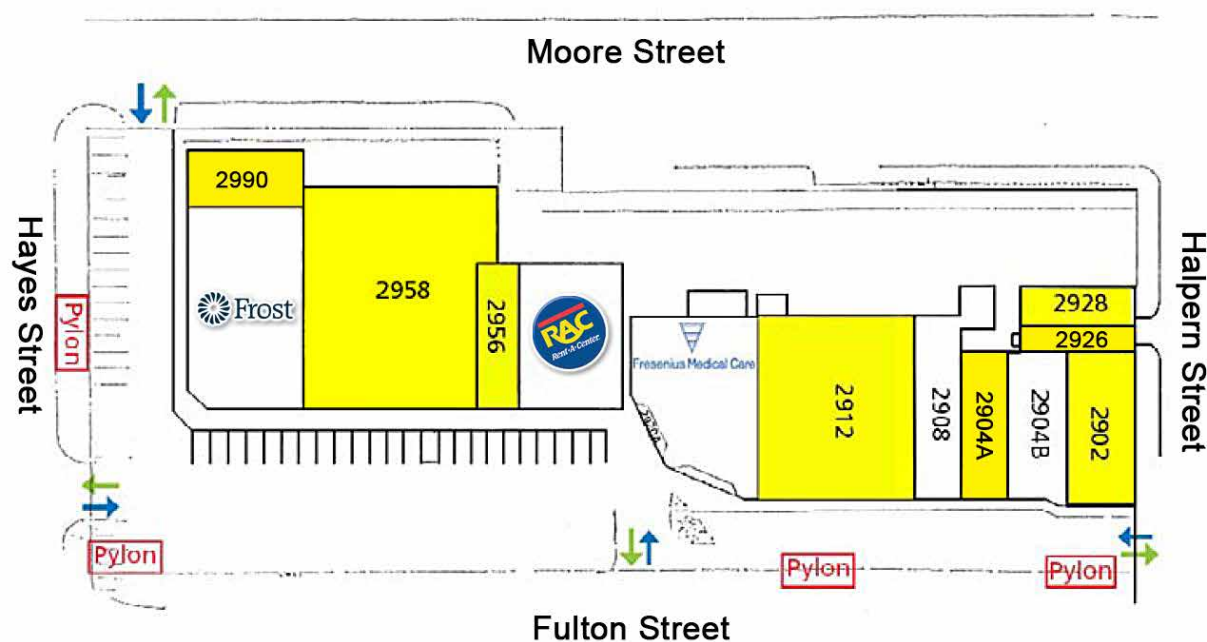 Moore Street
Hayes Street
Halpern Street
2990
2958
2956
Frost
RAC
Rent-A-Center
Fresenius Medical Care
2912
2908
2904A
2904B
2902
2928
2926
Pylon
Pylon
Pylon
Pylon
Fulton Street